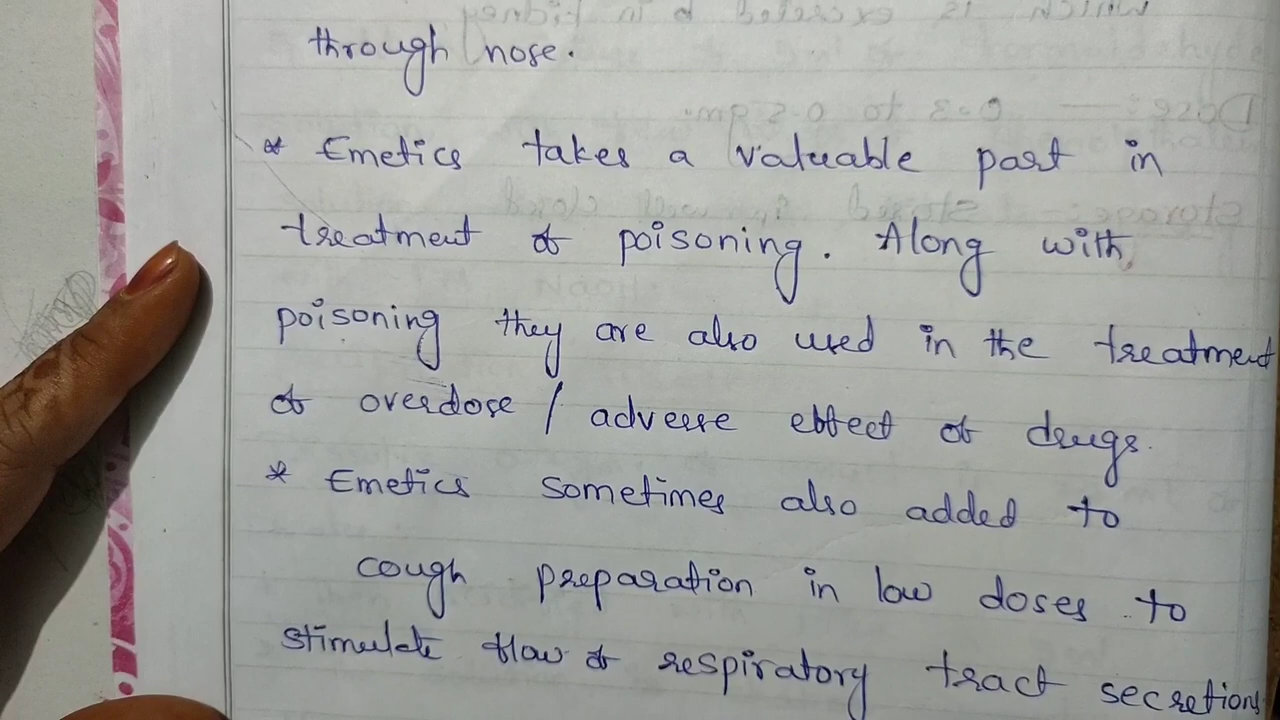 through nose.
* Emetics takes a valuable part in
treatment of poisoning. Along with
poisoning they are also used in the treatment
of overdose / adverse effect of drugs.
* Emetics sometimes also added to
cough preparation in low doses to
stimulate flow of respiratory tract secretions